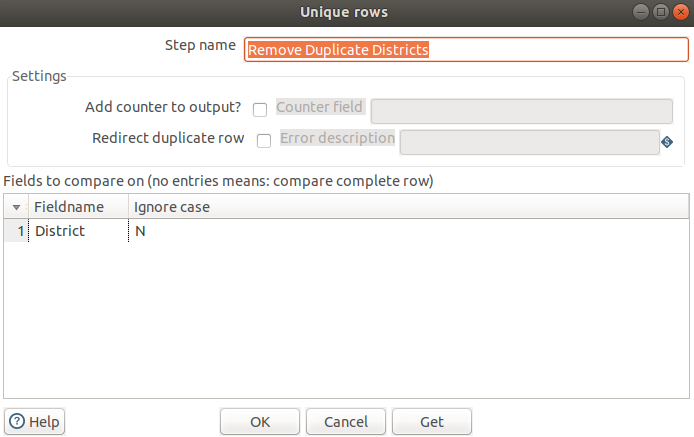 Unique rows
Step name Remove Duplicate Districts
Settings
Add counter to output? Counter field
Redirect duplicate row Error description
Fields to compare on (no entries means: compare complete row)
Fieldname Ignore case
1 District N
Help OK Cancel Get